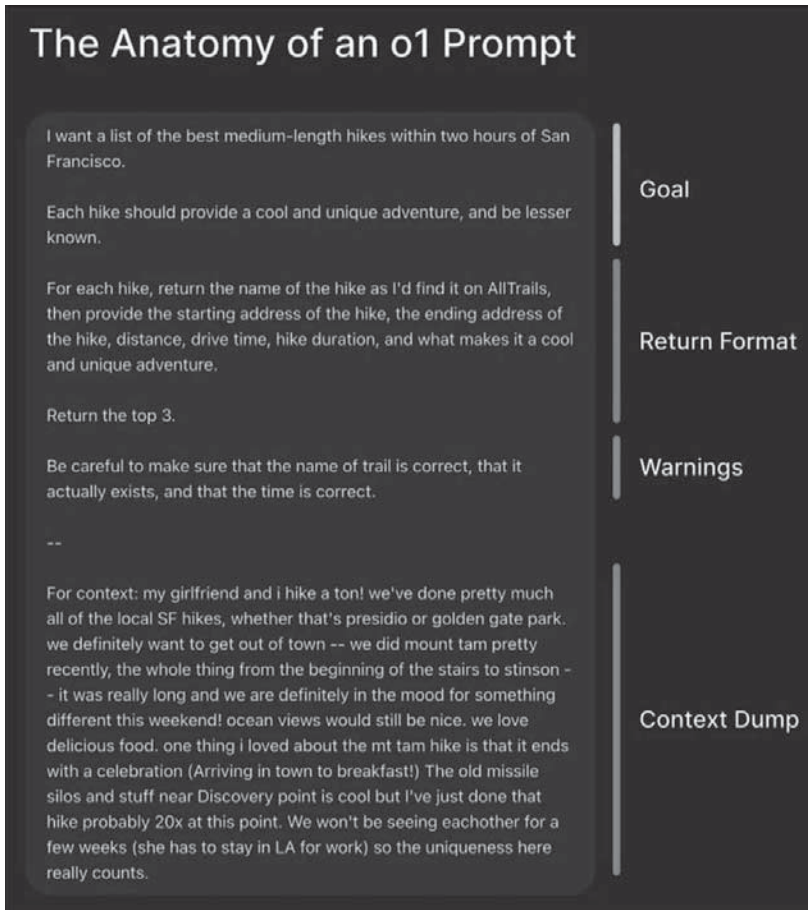 The Anatomy of an o1 Prompt
I want a list of the best medium-length hikes within two hours of San
Francisco.
Each hike should provide a cool and unique adventure, and be lesser
known.
Goal
For each hike, return the name of the hike as I'd find it on AllTrails,
then provide the starting address of the hike, the ending address of
the hike, distance, drive time, hike duration, and what makes it a cool
and unique adventure.
Return the top 3.
Return Format
Be careful to make sure that the name of trail is correct, that it
actually exists, and that the time is correct.
Warnings
--
For context: my girlfriend and i hike a ton! we've done pretty much
all of the local SF hikes, whether that's presidio or golden gate park.
we definitely want to get out of town -- we did mount tam pretty
recently, the whole thing from the beginning of the stairs to stinson -
- it was really long and we are definitely in the mood for something
different this weekend! ocean views would still be nice. we love
delicious food. one thing i loved about the mt tam hike is that it ends
with a celebration (Arriving in town to breakfast!) The old missile
silos and stuff near Discovery point is cool but I've just done that
hike probably 20x at this point. We won't be seeing eachother for a
few weeks (she has to stay in LA for work) so the uniqueness here
really counts.
Context Dump